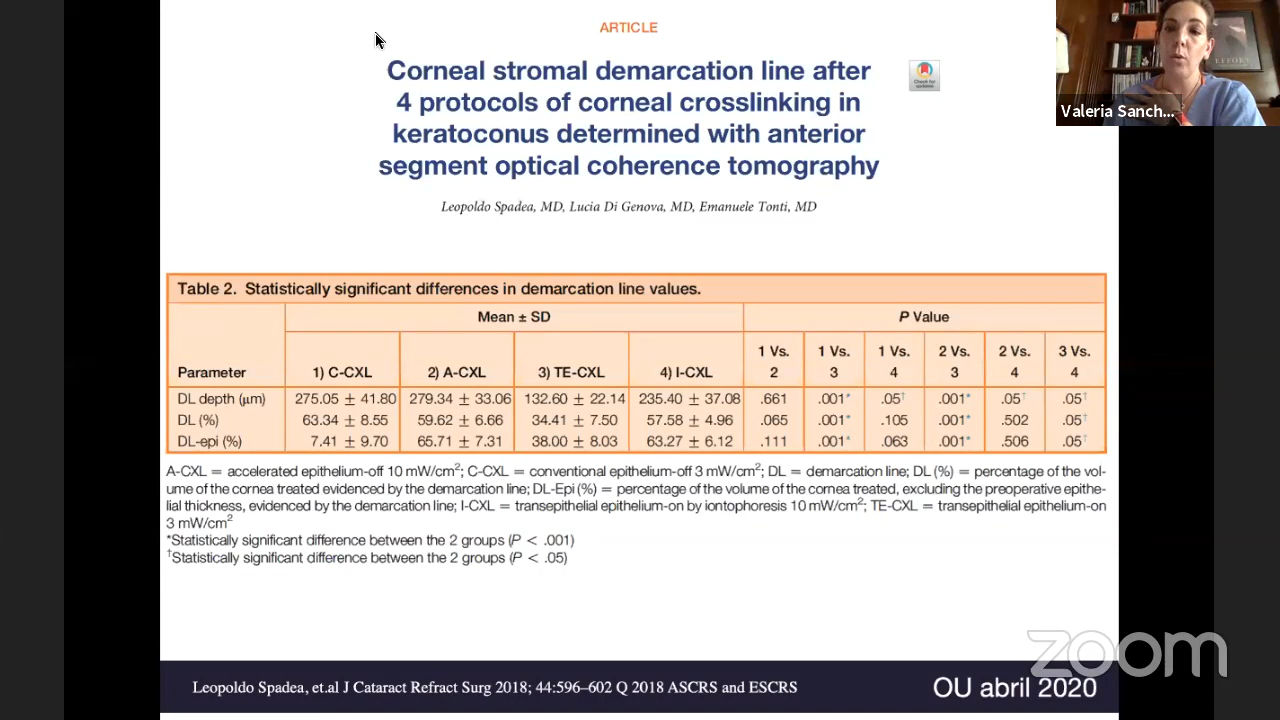 ARTICLE
Corneal stromal demarcation line after
4 protocols of corneal crosslinking in
keratoconus determined with anterior
segment optical coherence tomography
Check for
updates
Valeria Sanch...
Leopoldo Spadea, MD, Lucia Di Genova, MD, Emanuele Tonti, MD
Table 2. Statistically significant differences in demarcation line values.
Mean ± SD P Value
Parameter 1) C-CXL 2) A-CXL 3) TE-CXL 4) I-CXL 1 Vs. 2 1 Vs. 3 1 Vs. 4 2 Vs. 3 2 Vs. 4 3 Vs. 4
DL depth (μm) 275.05 ± 41.80 279.34 ± 33.06 132.60 ± 22.14 235.40 ± 37.08 .661 .001* .05† .001* .05† .05†
DL (%) 63.34 ± 8.55 59.62 ± 6.66 34.41 ± 7.50 57.58 ± 4.96 .065 .001* .105 .001* .502 .05†
DL-epi (%) 7.41 ± 9.70 65.71 ± 7.31 38.00 ± 8.03 63.27 ± 6.12 .111 .001* .063 .001* .506 .05†
A-CXL = accelerated epithelium-off 10 mW/cm²; C-CXL = conventional epithelium-off 3 mW/cm²; DL = demarcation line; DL (%) = percentage of the vol-
ume of the cornea treated evidenced by the demarcation line; DL-Epi (%) = percentage of the volume of the cornea treated, excluding the preoperative epithe-
lial thickness, evidenced by the demarcation line; I-CXL = transepithelial epithelium-on by iontophoresis 10 mW/cm²; TE-CXL = transepithelial epithelium-on
3 mW/cm²
*Statistically significant difference between the 2 groups (P < .001)
†Statistically significant difference between the 2 groups (P < .05)
zoom
Leopoldo Spadea, et.al J Cataract Refract Surg 2018; 44:596–602 Q 2018 ASCRS and ESCRS
OU abril 2020